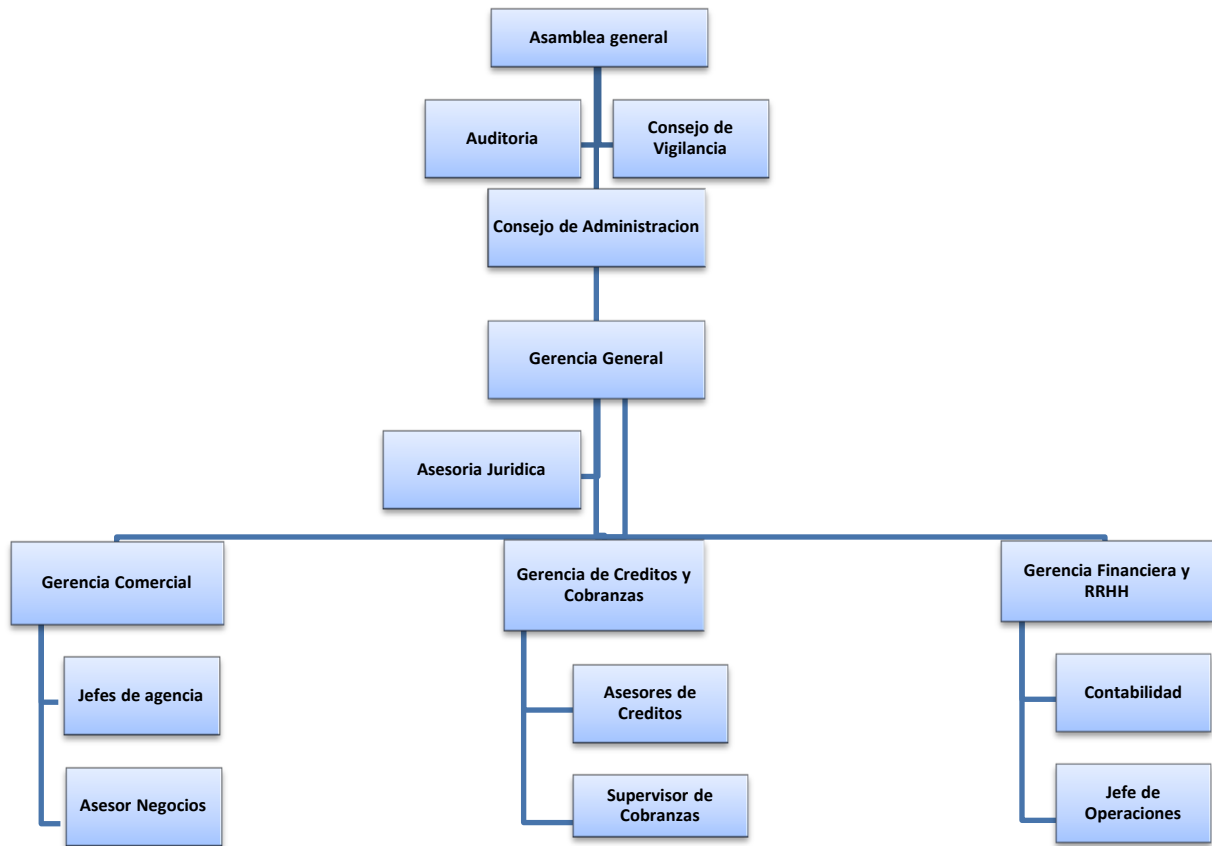 Asamblea general
Auditoria
Consejo de
Vigilancia
Consejo de Administracion
Gerencia General
Asesoria Juridica
Gerencia Comercial
Gerencia de Creditos y
Cobranzas
Gerencia Financiera y
RRHH
Jefes de agencia
Asesores de
Creditos
Contabilidad
Asesor Negocios
Supervisor de
Cobranzas
Jefe de
Operaciones